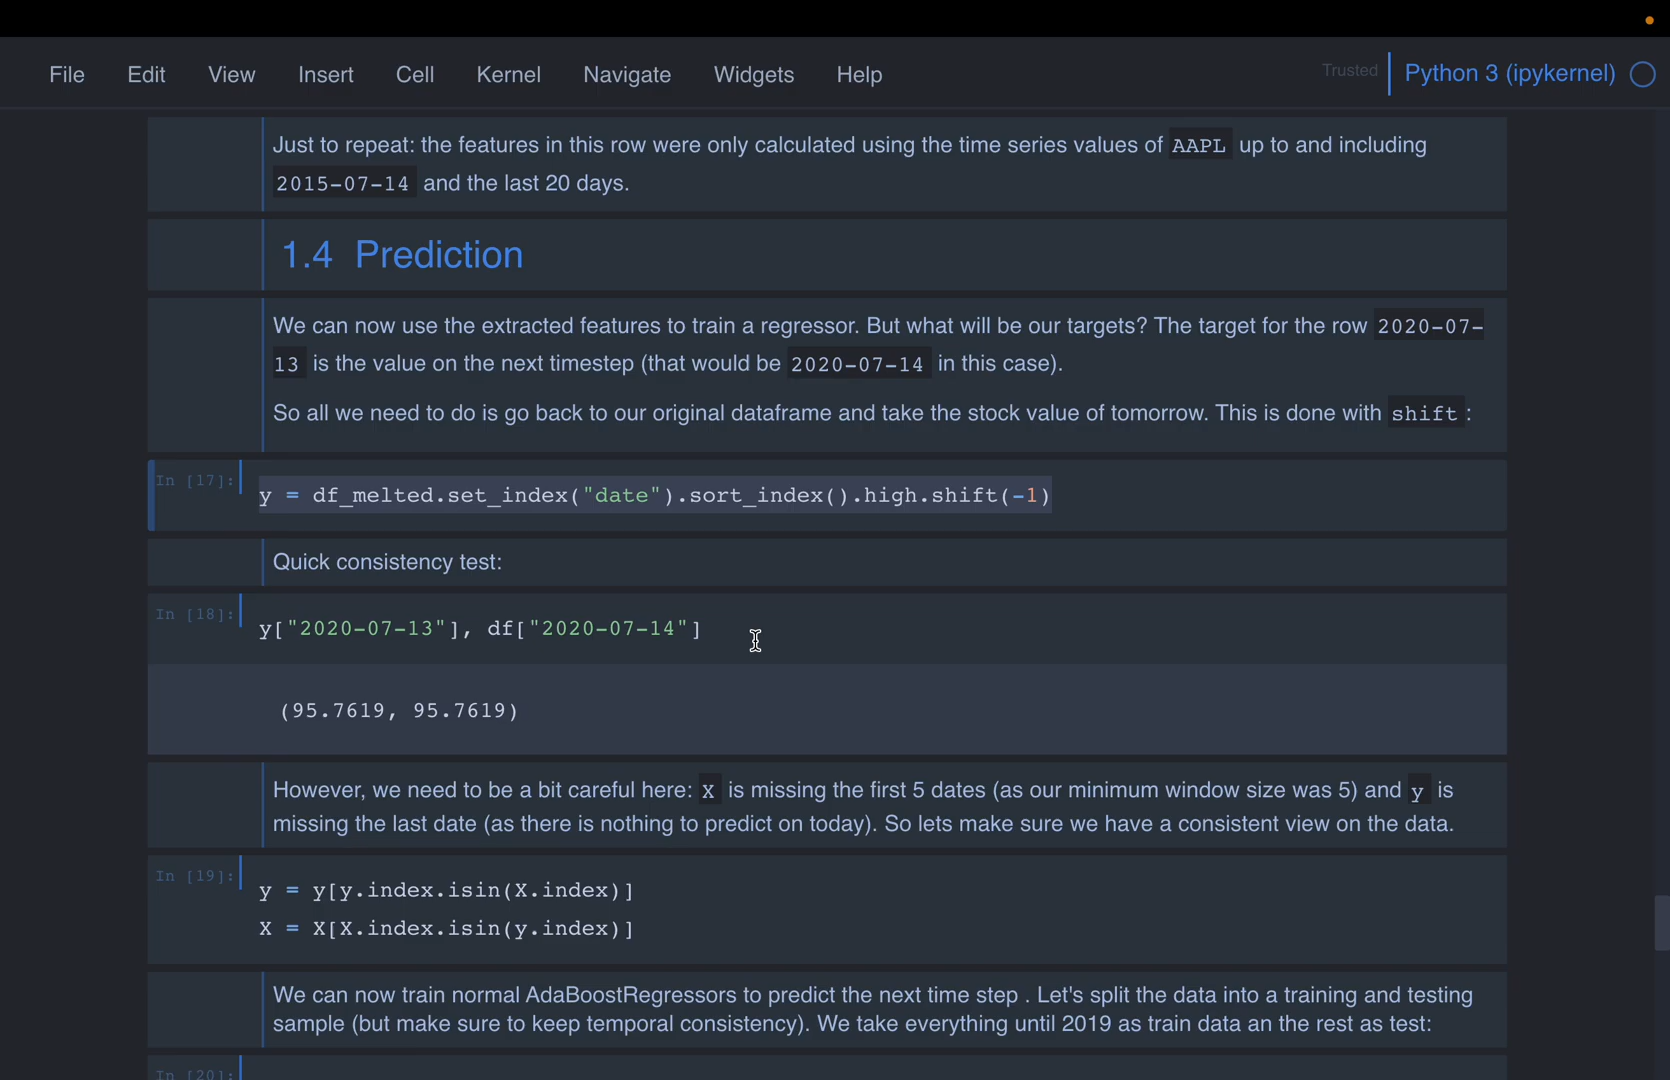 File Edit View Insert Cell Kernel Navigate Widgets Help Trusted Python 3 (ipykernel)
Just to repeat: the features in this row were only calculated using the time series values of AAPL up to and including
2015-07-14 and the last 20 days.
1.4 Prediction
We can now use the extracted features to train a regressor. But what will be our targets? The target for the row 2020-07-
13 is the value on the next timestep (that would be 2020-07-14 in this case).
So all we need to do is go back to our original dataframe and take the stock value of tomorrow. This is done with shift :
In [17]:
y = df_melted.set_index("date").sort_index().high.shift(-1)
Quick consistency test:
In [18]:
y["2020-07-13"], df["2020-07-14"]
(95.7619, 95.7619)
However, we need to be a bit careful here: X is missing the first 5 dates (as our minimum window size was 5) and y is
missing the last date (as there is nothing to predict on today). So lets make sure we have a consistent view on the data.
In [19]:
y = y[y.index.isin(X.index)]
X = X[X.index.isin(y.index)]
We can now train normal AdaBoostRegressors to predict the next time step . Let's split the data into a training and testing
sample (but make sure to keep temporal consistency). We take everything until 2019 as train data an the rest as test:
In [20]: